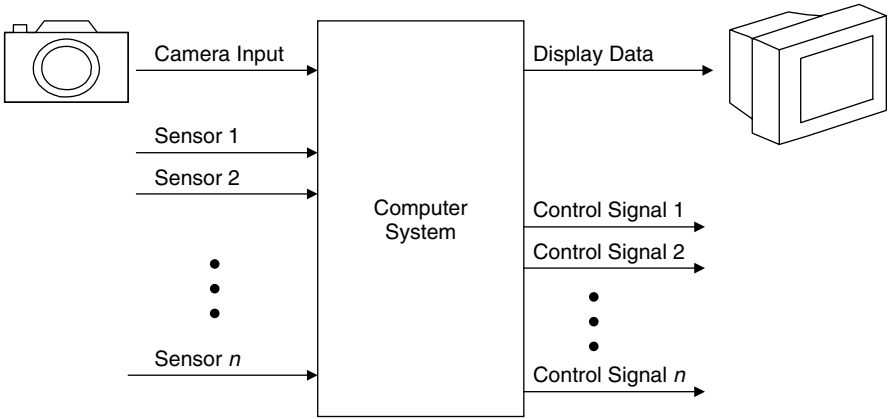 Camera Input
Display Data
Sensor 1
Sensor 2
Computer
System
Control Signal 1
Control Signal 2
Sensor n
Control Signal n